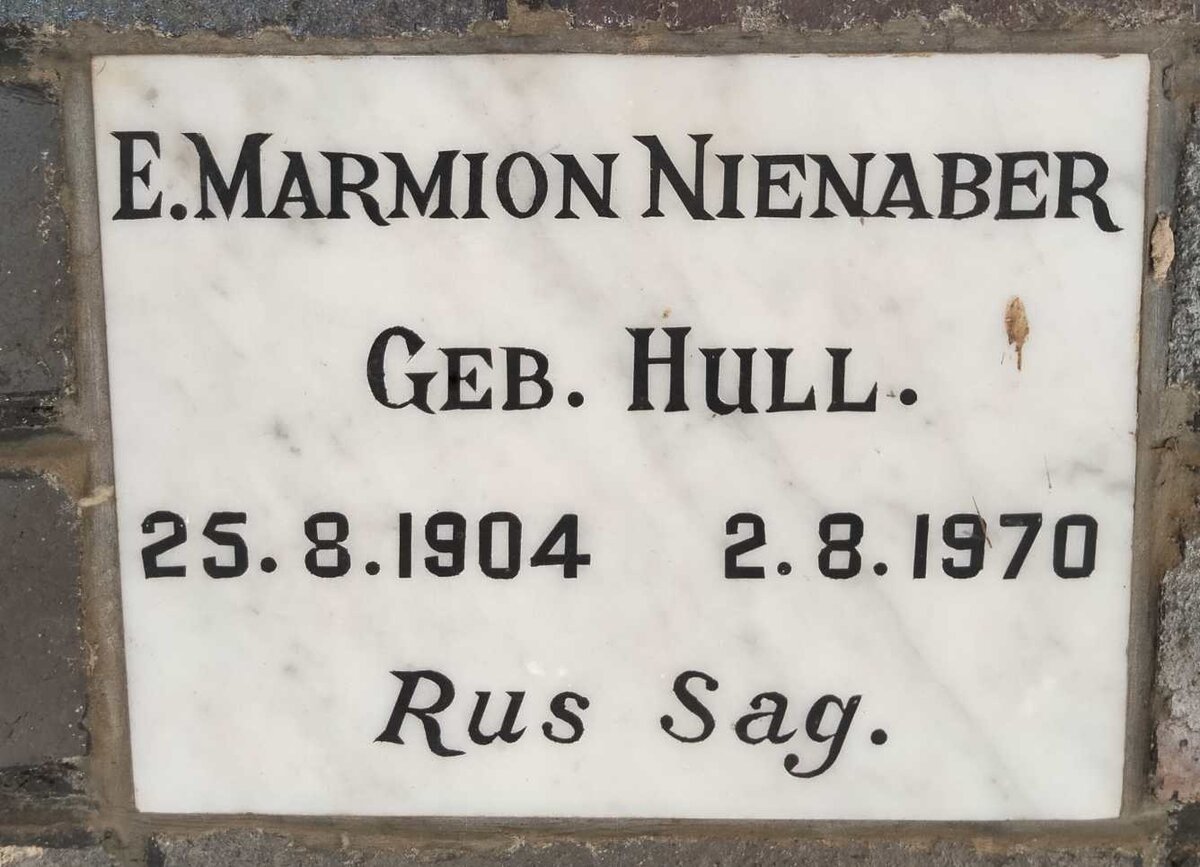 E. MARMION NIENABER
GEB. HULL.
25.8.1904 2.8.1970
Rus Sag.